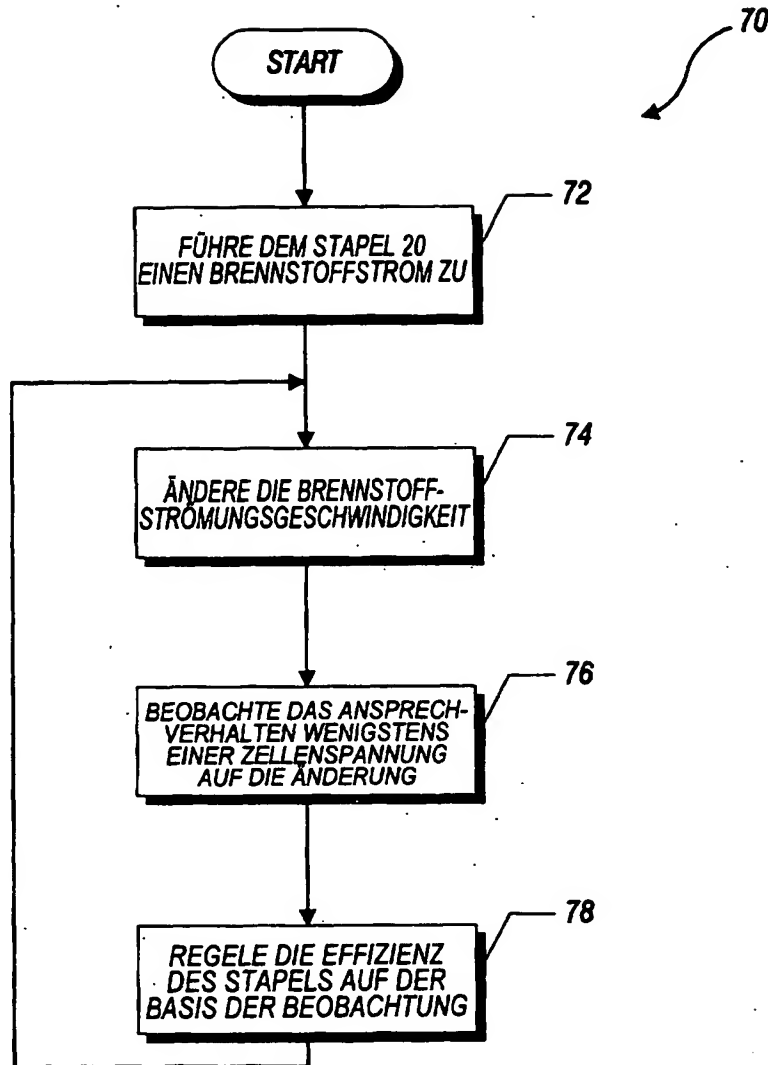 70
START
72
FÜHRE DEM STAPEL 20
EINEN BRENNSTOFFSTROM ZU
74
ÄNDERE DIE BRENNSTOFF-
STRÖMUNGSGESCHWINDIGKEIT
76
BEOBACHTE DAS ANSPRECH-
VERHALTEN WENIGSTENS
EINER ZELLENSPANNUNG
AUF DIE ÄNDERUNG
78
REGELE DIE EFFIZIENZ
DES STAPELS AUF DER
BASIS DER BEOBACHTUNG